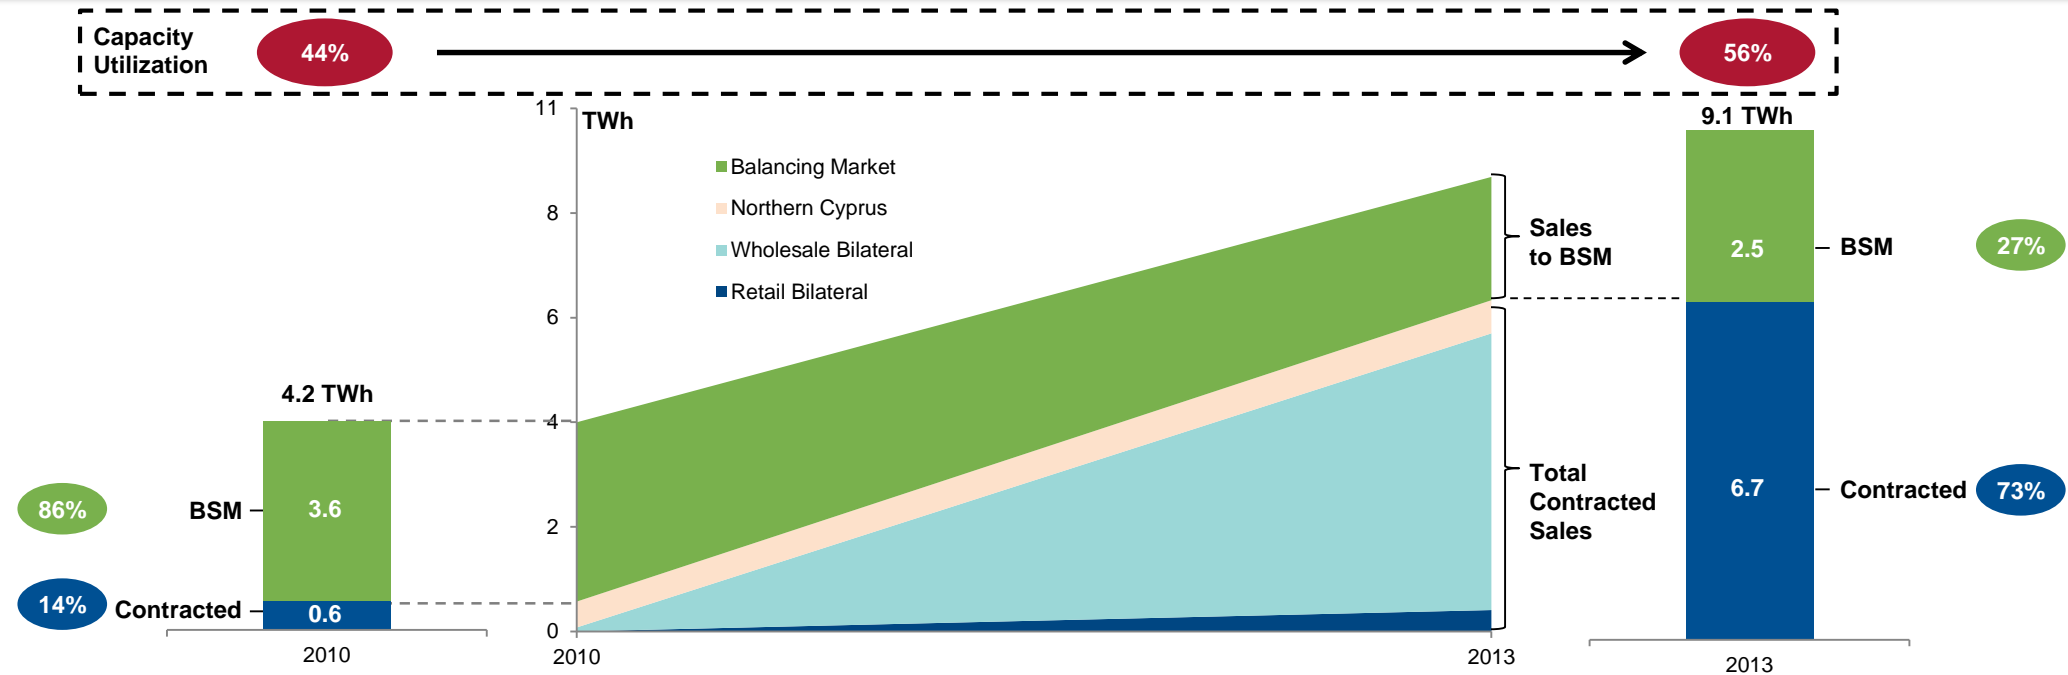 Capacity
Utilization
44%
56%
11
TWh
9.1 TWh
Balancing Market
8
Northern Cyprus
Sales
to BSM
2.5
BSM
27%
Wholesale Bilateral
Retail Bilateral
6
4.2 TWh
4
86%
BSM
3.6
2
Total
Contracted
Sales
6.7
Contracted
73%
14%
Contracted
0.6
0
2010
2010
2013
2013